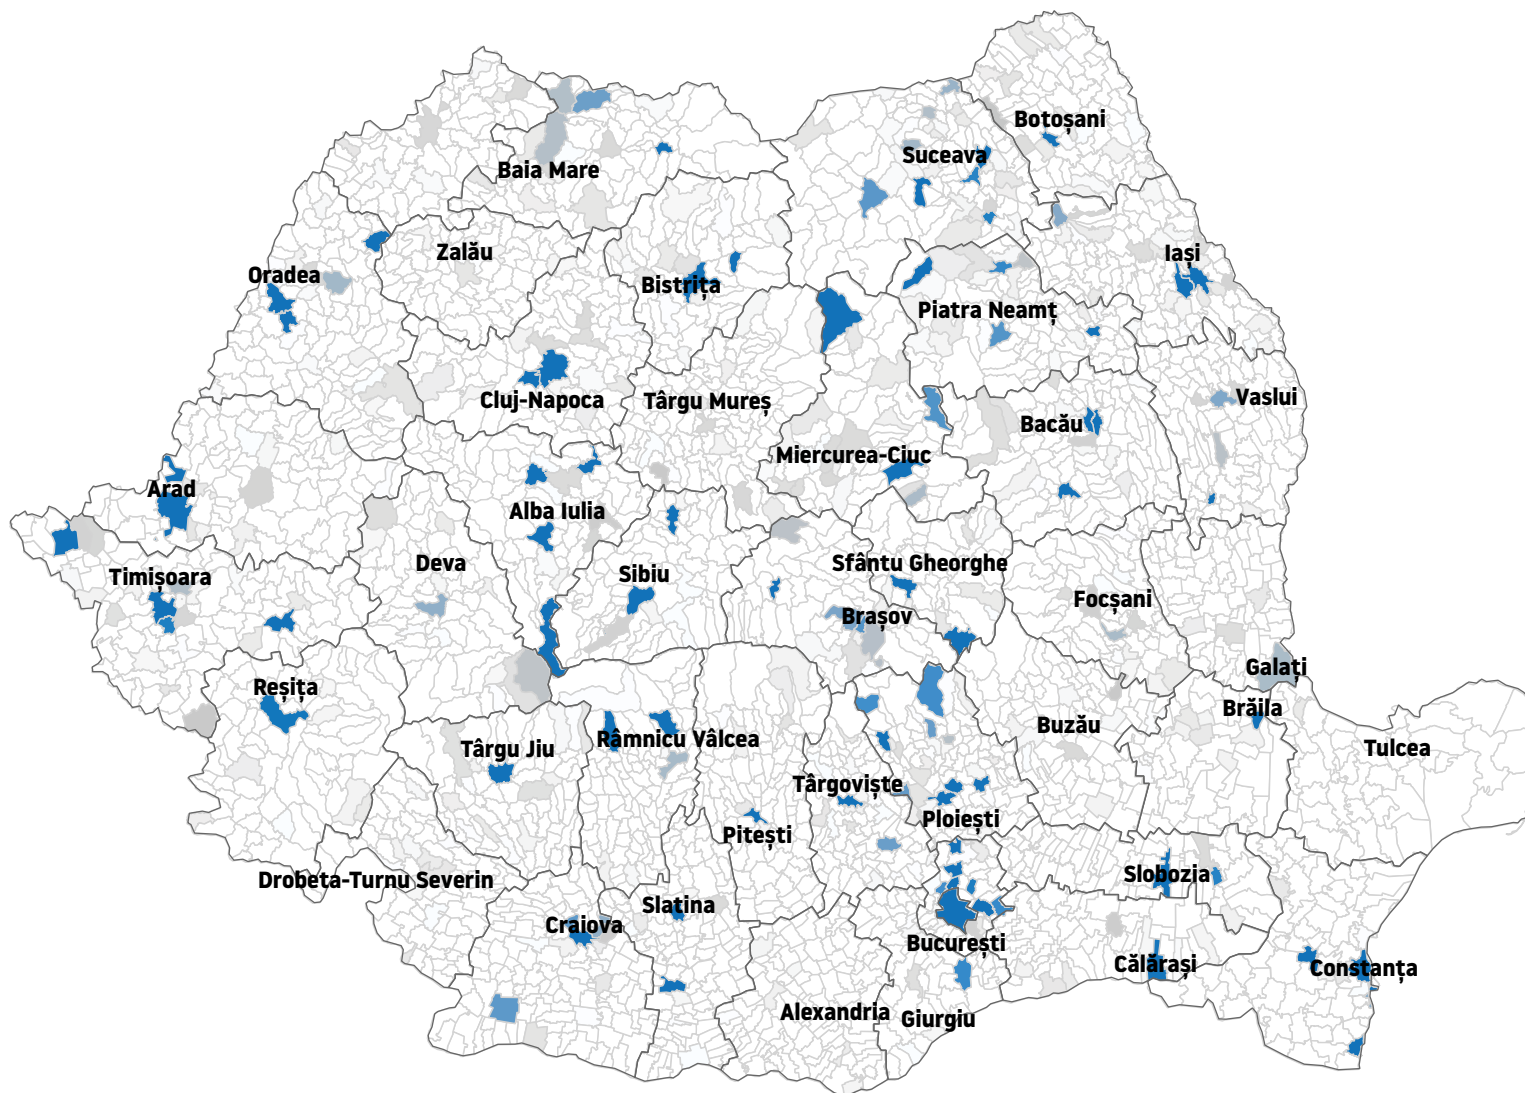 Botoșani
Suceava
Baia Mare
Zalău
Iași
Oradea
Bistrița
Piatra Neamț
Vaslui
Cluj-Napoca
Târgu Mureș
Bacău
Miercurea-Ciuc
Arad
Alba Iulia
Deva
Sfântu Gheorghe
Sibiu
Timișoara
Focșani
Brașov
Galați
Reșița
Brăila
Buzău
Râmnicu Vâlcea
Târgu Jiu
Tulcea
Târgoviște
Ploiești
Pitești
Slobozia
Drobeta-Turnu Severin
Slatina
Craiova
București
Călărași
Constanța
Alexandria
Giurgiu